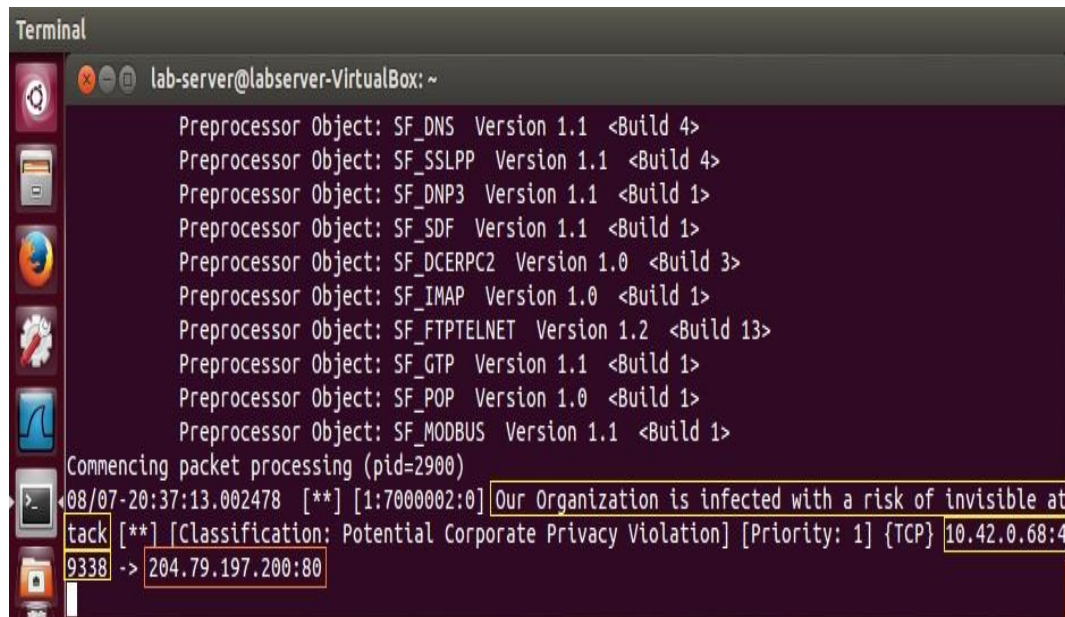 Terminal
lab-server@labserver-VirtualBox: ~
Preprocessor Object: SF_DNS Version 1.1 <Build 4>
Preprocessor Object: SF_SSLPP Version 1.1 <Build 4>
Preprocessor Object: SF_DNP3 Version 1.1 <Build 1>
Preprocessor Object: SF_SDF Version 1.1 <Build 1>
Preprocessor Object: SF_DCERPC2 Version 1.0 <Build 3>
Preprocessor Object: SF_IMAP Version 1.0 <Build 1>
Preprocessor Object: SF_FTPTELNET Version 1.2 <Build 13>
Preprocessor Object: SF_GTP Version 1.1 <Build 1>
Preprocessor Object: SF_POP Version 1.0 <Build 1>
Preprocessor Object: SF_MODBUS Version 1.1 <Build 1>
Commencing packet processing (pid=2900)
08/07-20:37:13.002478 [**] [1:7000002:0] Our Organization is infected with a risk of invisible at
tack [**] [Classification: Potential Corporate Privacy Violation] [Priority: 1] {TCP} 10.42.0.68:4
9338 -> 204.79.197.200:80